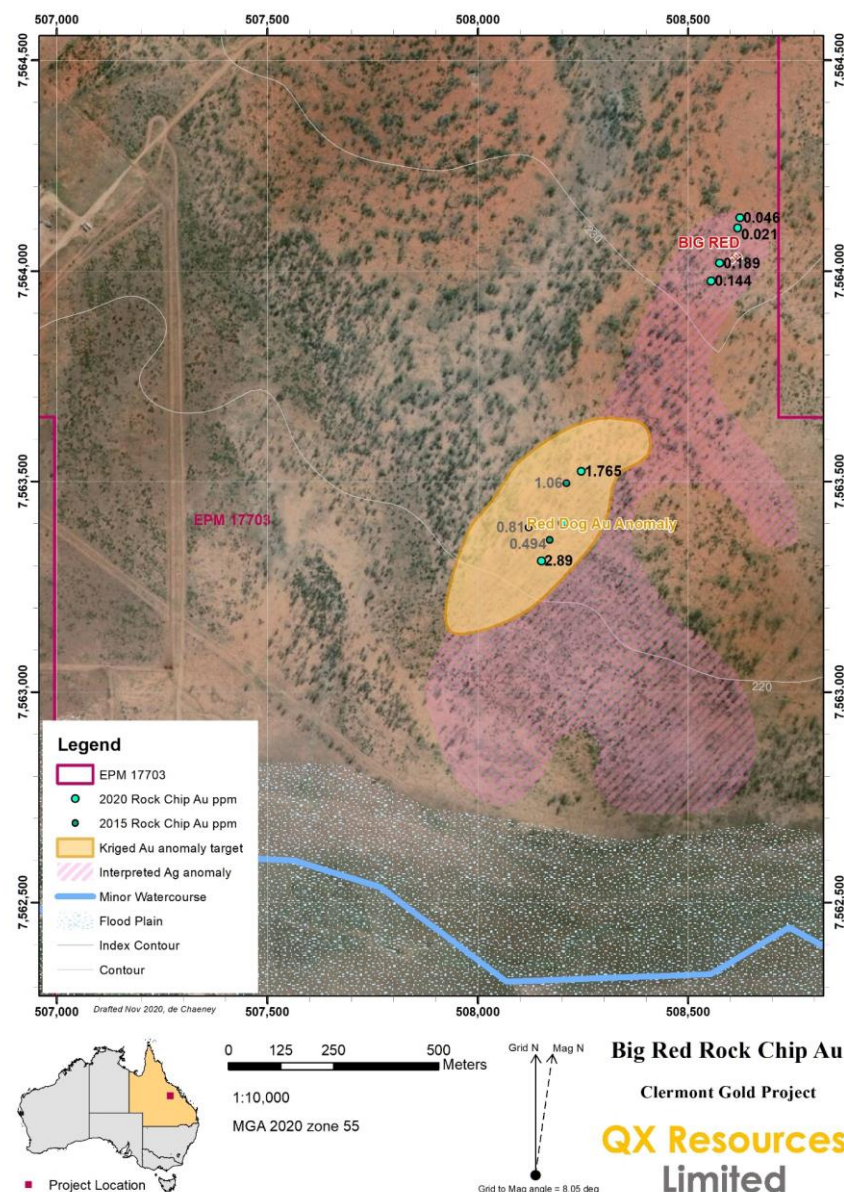 507,000 507,500 508,000 508,500
7,564,500 7,564,500
0.046
0.021
BIG RED
0.189
7,564,000 7,564,000
0.144
1.765
7,563,500 1.06 7,563,500
EPM 17703
0.81 Red Dog Au Anomaly
0.494
2.89
7,563,000 220 7,563,000
Legend
EPM 17703
2020 Rock Chip Au ppm
2015 Rock Chip Au ppm
Kriged Au anomaly target
Interpreted Ag anomaly
Minor Watercourse
Flood Plain
Index Contour
Contour
7,562,500 7,562,500
507,000 507,500 508,000 508,500
Drafted Nov 2020, de Chaeney
0 125 250 500
Meters
1:10,000
MGA 2020 zone 55
Project Location
Grid N Mag N
Grid to Mag angle = 8.05 deg
Big Red Rock Chip Au
Clermont Gold Project
QX Resources
Limited